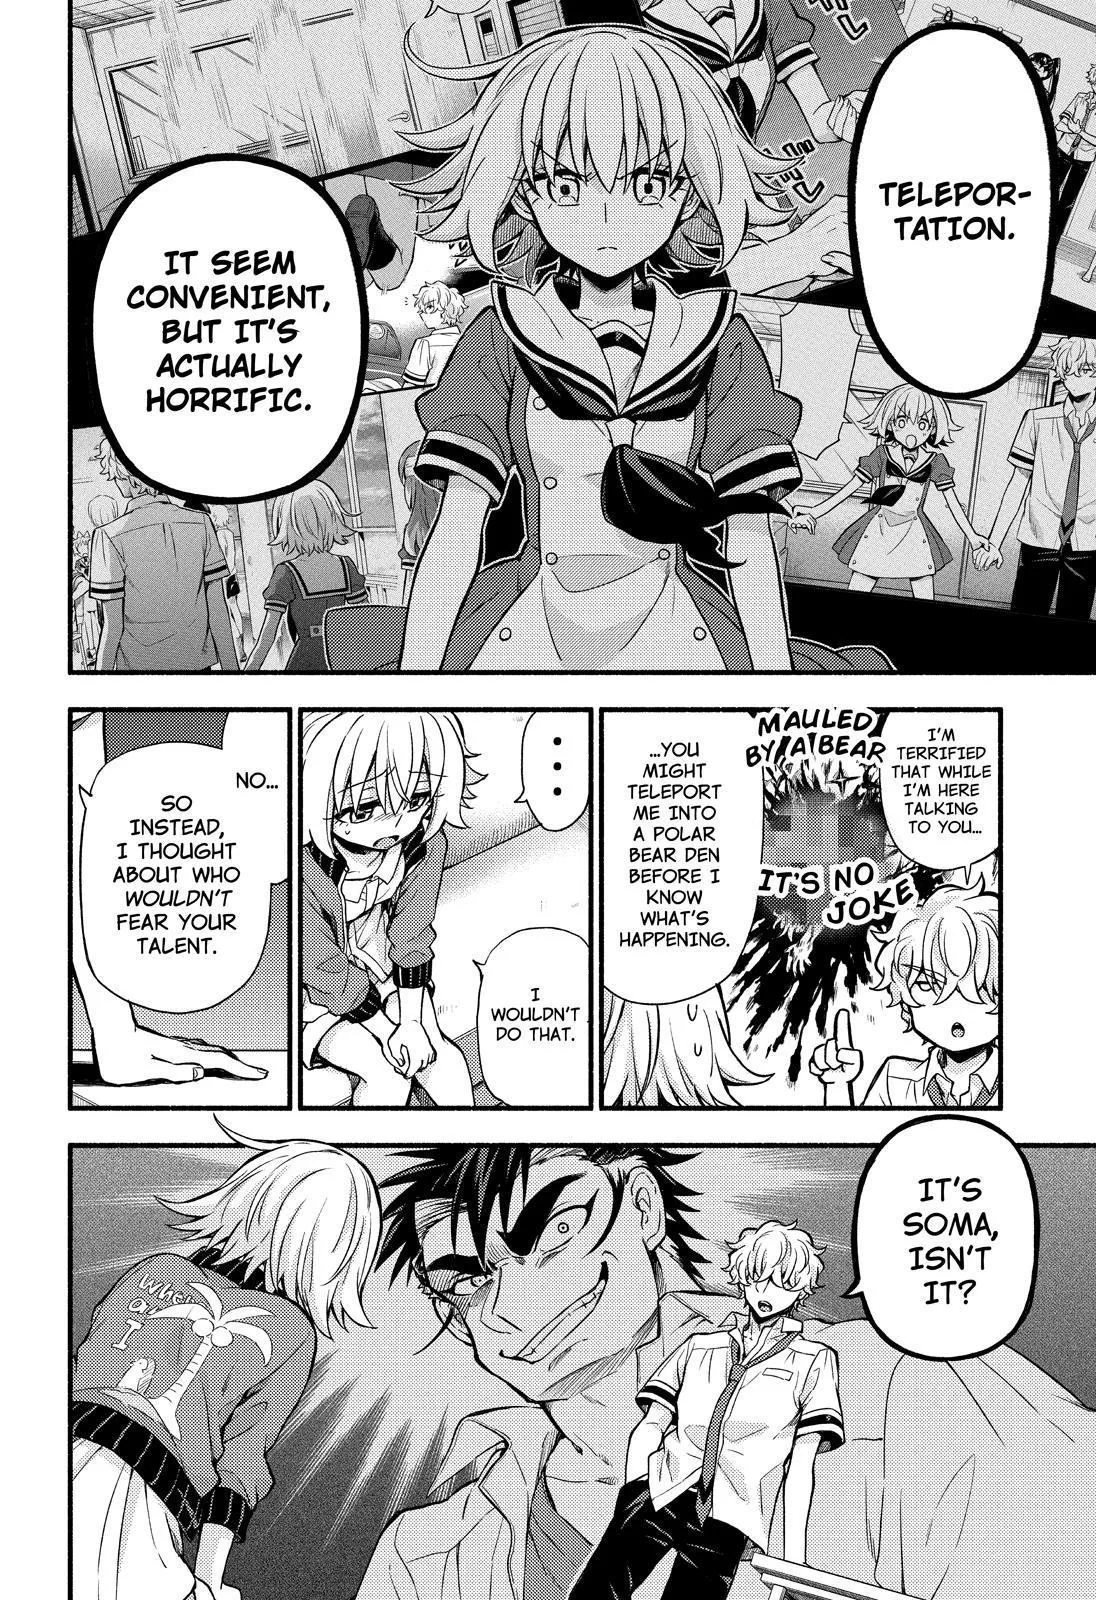 TELEPOR-
TATION.
IT SEEM
CONVENIENT,
BUT IT'S
ACTUALLY
HORRIFIC.
I'M
TERRIFIED
THAT WHILE
I'M HERE
TALKING
TO YOU...
MAULED
BY A BEAR
IT'S NO
JOKE
...YOU
MIGHT
TELEPORT
ME INTO
A POLAR
BEAR DEN
BEFORE I
KNOW
WHAT'S
HAPPENING.
...
I
WOULDN'T
DO THAT.
NO...
SO
INSTEAD,
I THOUGHT
ABOUT WHO
WOULDN'T
FEAR YOUR
TALENT.
IT'S
SOMA,
ISN'T
IT?